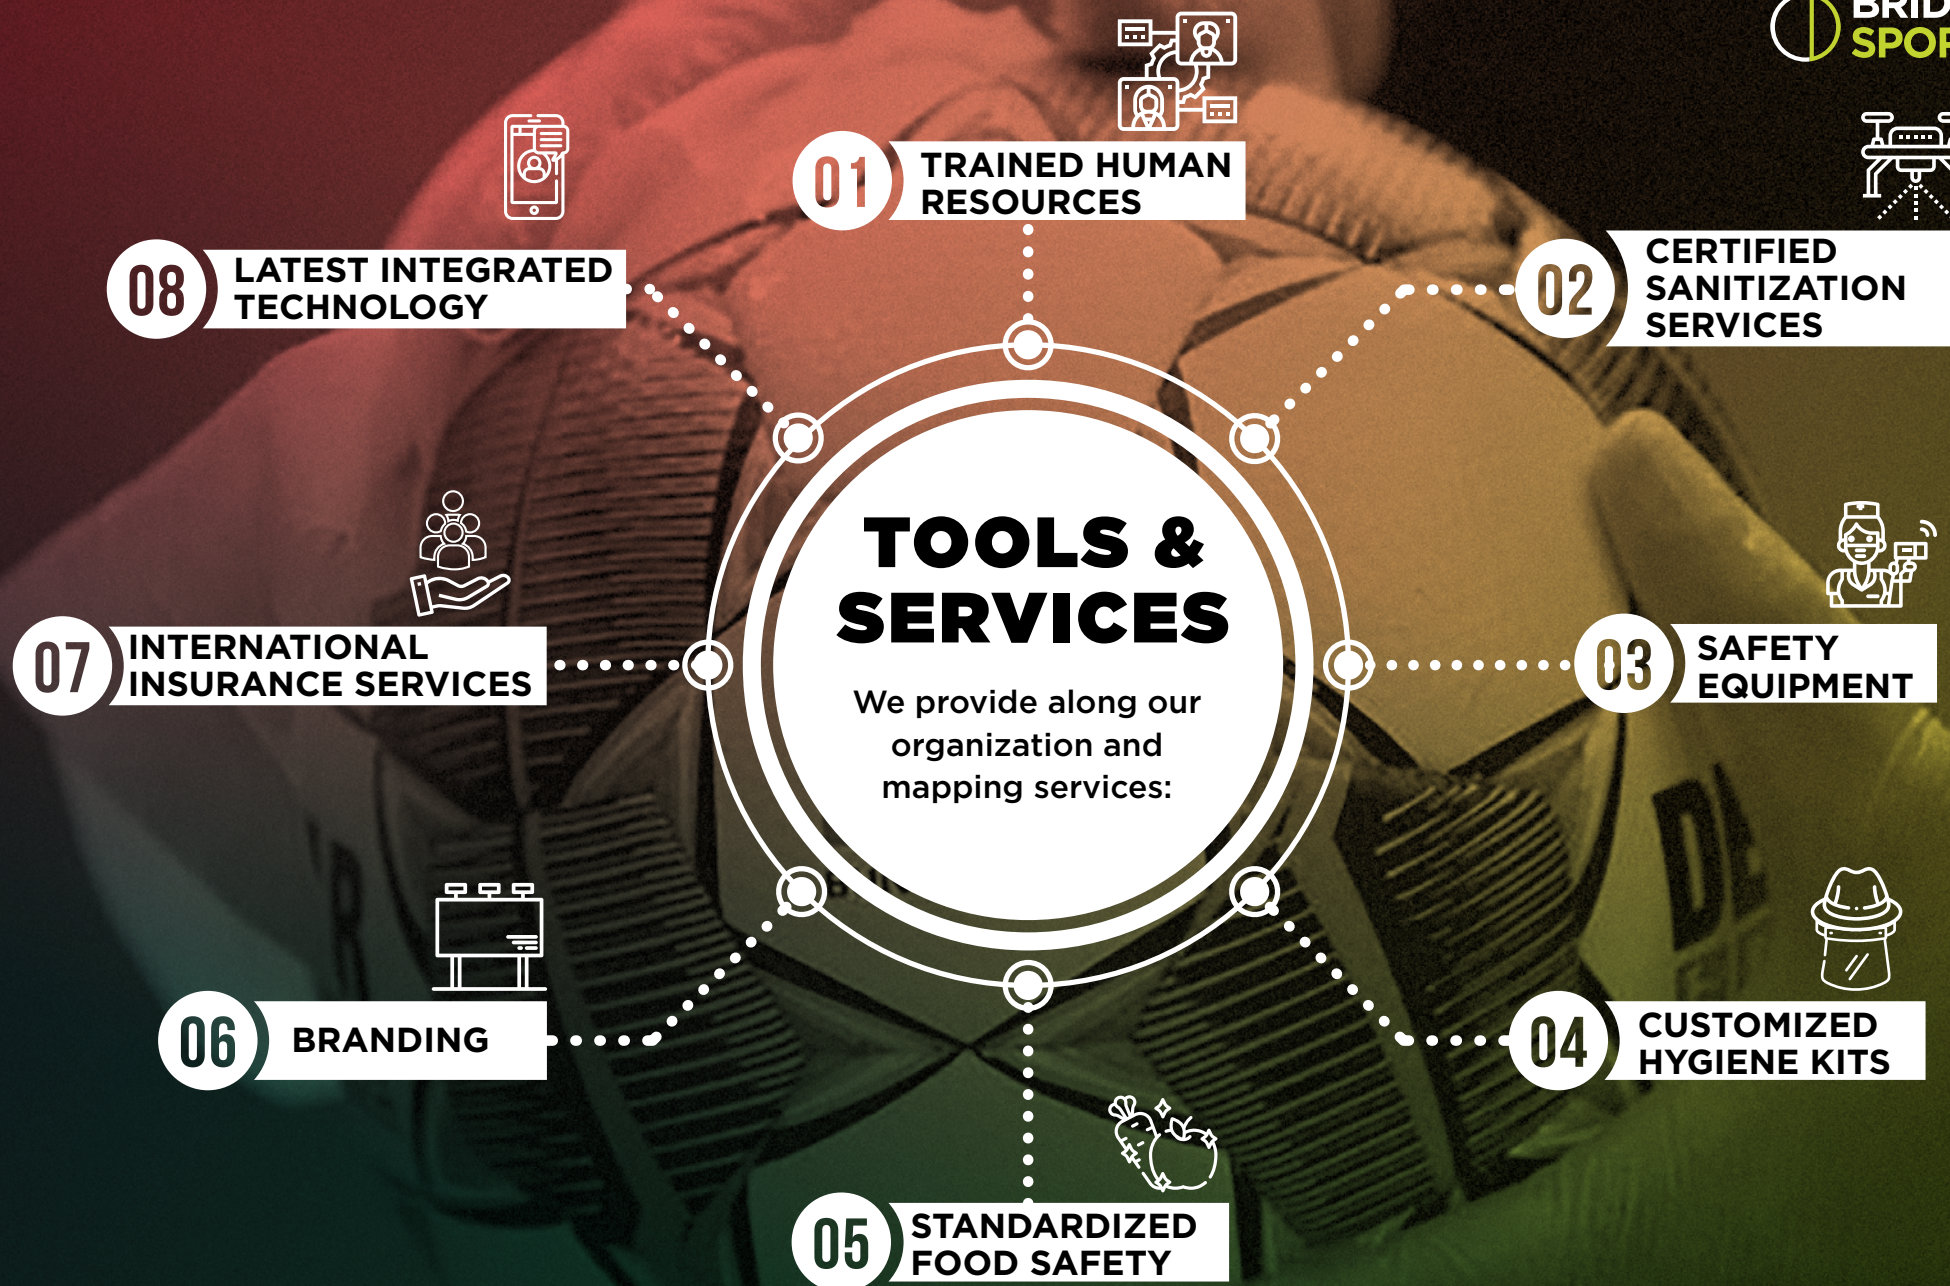 01
TRAINED HUMAN
RESOURCES
02
CERTIFIED
SANITIZATION
SERVICES
03
SAFETY
EQUIPMENT
04
CUSTOMIZED
HYGIENE KITS
05
STANDARDIZED
FOOD SAFETY
06
BRANDING
07
INTERNATIONAL
INSURANCE SERVICES
08
LATEST INTEGRATED
TECHNOLOGY
TOOLS &
SERVICES
We provide along our
organization and
mapping services: